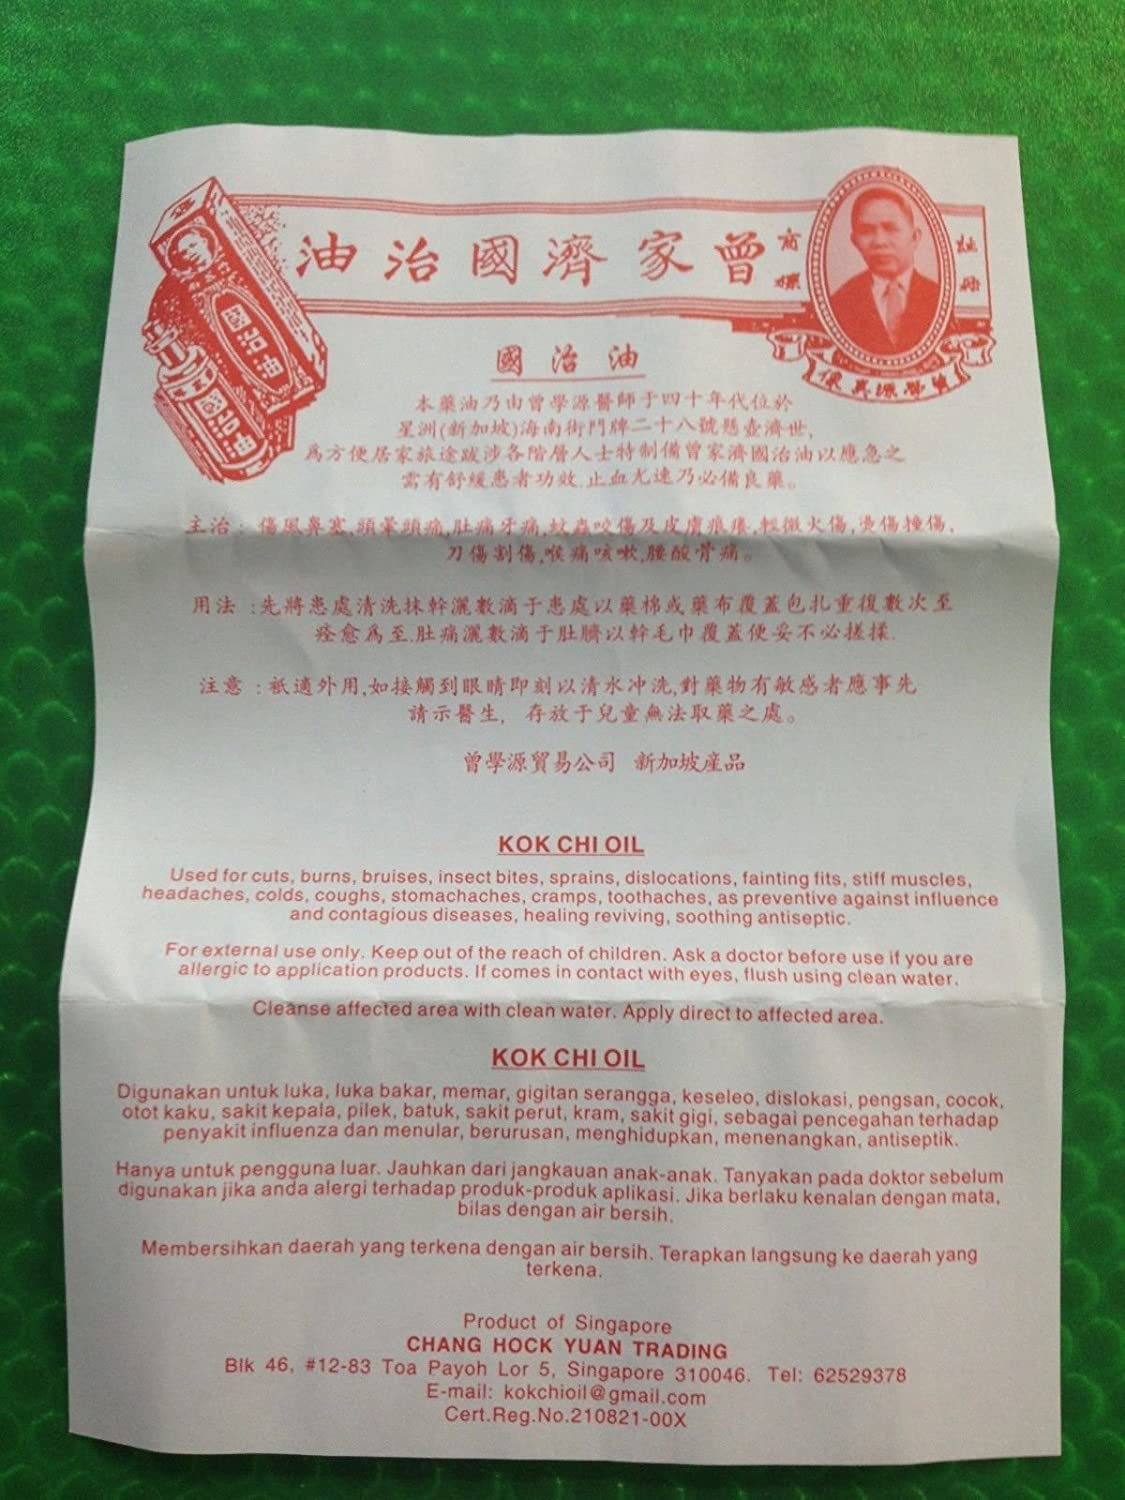 曾家濟國治油
商標
註冊
曾學源真像
國治油
國治油
國治油
本藥油乃由曾學源醫師于四十年代位於
星洲(新加坡)海南街門牌二十八號懸壺濟世,
爲方便居家旅途跋涉各階層人士特制備曾家濟國治油以應急之
需有舒緩患者功效.止血尤速乃必備良藥。
主治:傷風鼻塞,頭暈頭痛,肚痛牙痛,蚊蟲咬傷及皮膚痕癢,輕微火傷,燙傷撞傷,
刀傷割傷,喉痛咳嗽,腰酸骨痛。
用法:先將患處清洗抹幹灑數滴于患處以藥棉或藥布覆蓋包扎重復數次至
痊愈爲至.肚痛灑數滴于肚臍以幹毛巾覆蓋便妥不必搓揉.
注意:祇適外用,如接觸到眼睛即刻以清水冲洗,對藥物有敏感者應事先
請示醫生, 存放于兒童無法取藥之處。
曾學源貿易公司 新加坡産品
KOK CHI OIL
Used for cuts, burns, bruises, insect bites, sprains, dislocations, fainting fits, stiff muscles,
headaches, colds, coughs, stomachaches, cramps, toothaches, as preventive against influence
and contagious diseases, healing reviving, soothing antiseptic.
For external use only. Keep out of the reach of children. Ask a doctor before use if you are
allergic to application products. If comes in contact with eyes, flush using clean water.
Cleanse affected area with clean water. Apply direct to affected area.
KOK CHI OIL
Digunakan untuk luka, luka bakar, memar, gigitan serangga, keseleo, dislokasi, pengsan, cocok,
otot kaku, sakit kepala, pilek, batuk, sakit perut, kram, sakit gigi, sebagai pencegahan terhadap
penyakit influenza dan menular, berurusan, menghidupkan, menenangkan, antiseptik.
Hanya untuk pengguna luar. Jauhkan dari jangkauan anak-anak. Tanyakan pada doktor sebelum
digunakan jika anda alergi terhadap produk-produk aplikasi. Jika berlaku kenalan dengan mata,
bilas dengan air bersih.
Membersihkan daerah yang terkena dengan air bersih. Terapkan langsung ke daerah yang
terkena.
Product of Singapore
CHANG HOCK YUAN TRADING
Blk 46, #12-83 Toa Payoh Lor 5, Singapore 310046. Tel: 62529378
E-mail: kokchioil@gmail.com
Cert.Reg.No.210821-00X